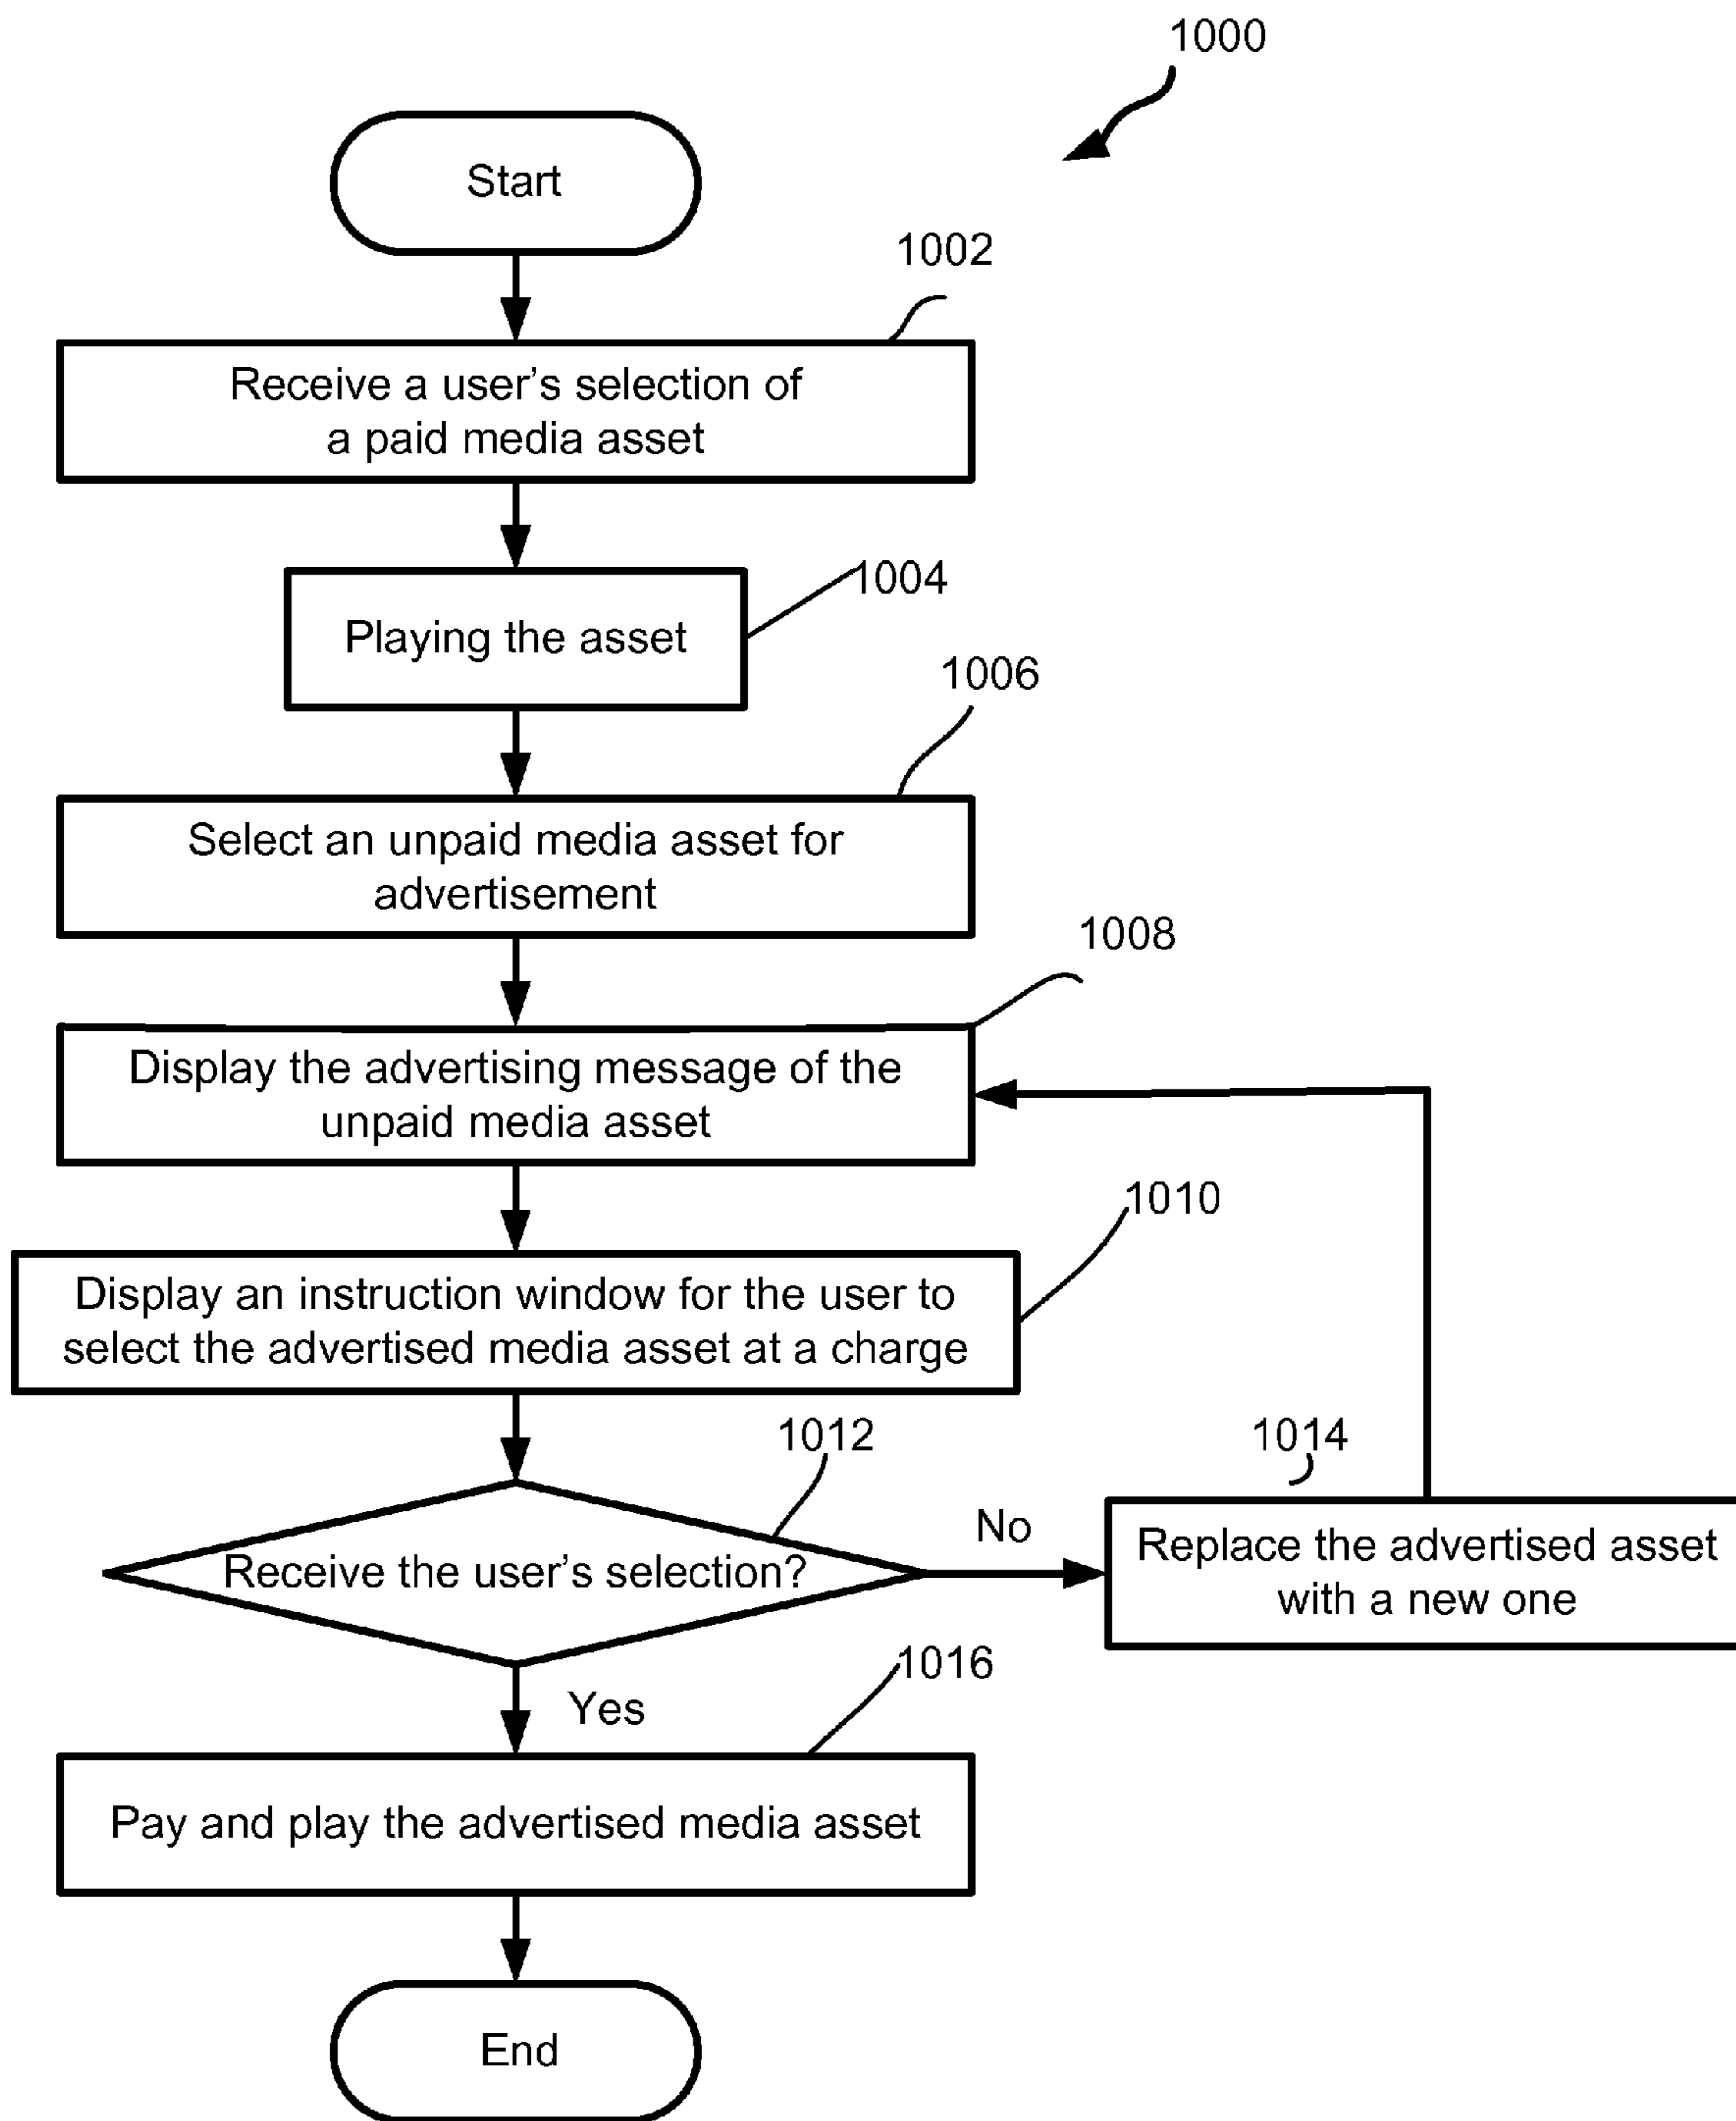 1000
Start
1002
Receive a user's selection of
a paid media asset
1004
Playing the asset
1006
Select an unpaid media asset for
advertisement
1008
Display the advertising message of the
unpaid media asset
1010
Display an instruction window for the user to
select the advertised media asset at a charge
1012
Receive the user's selection?
No
1014
Replace the advertised asset
with a new one
Yes
1016
Pay and play the advertised media asset
End